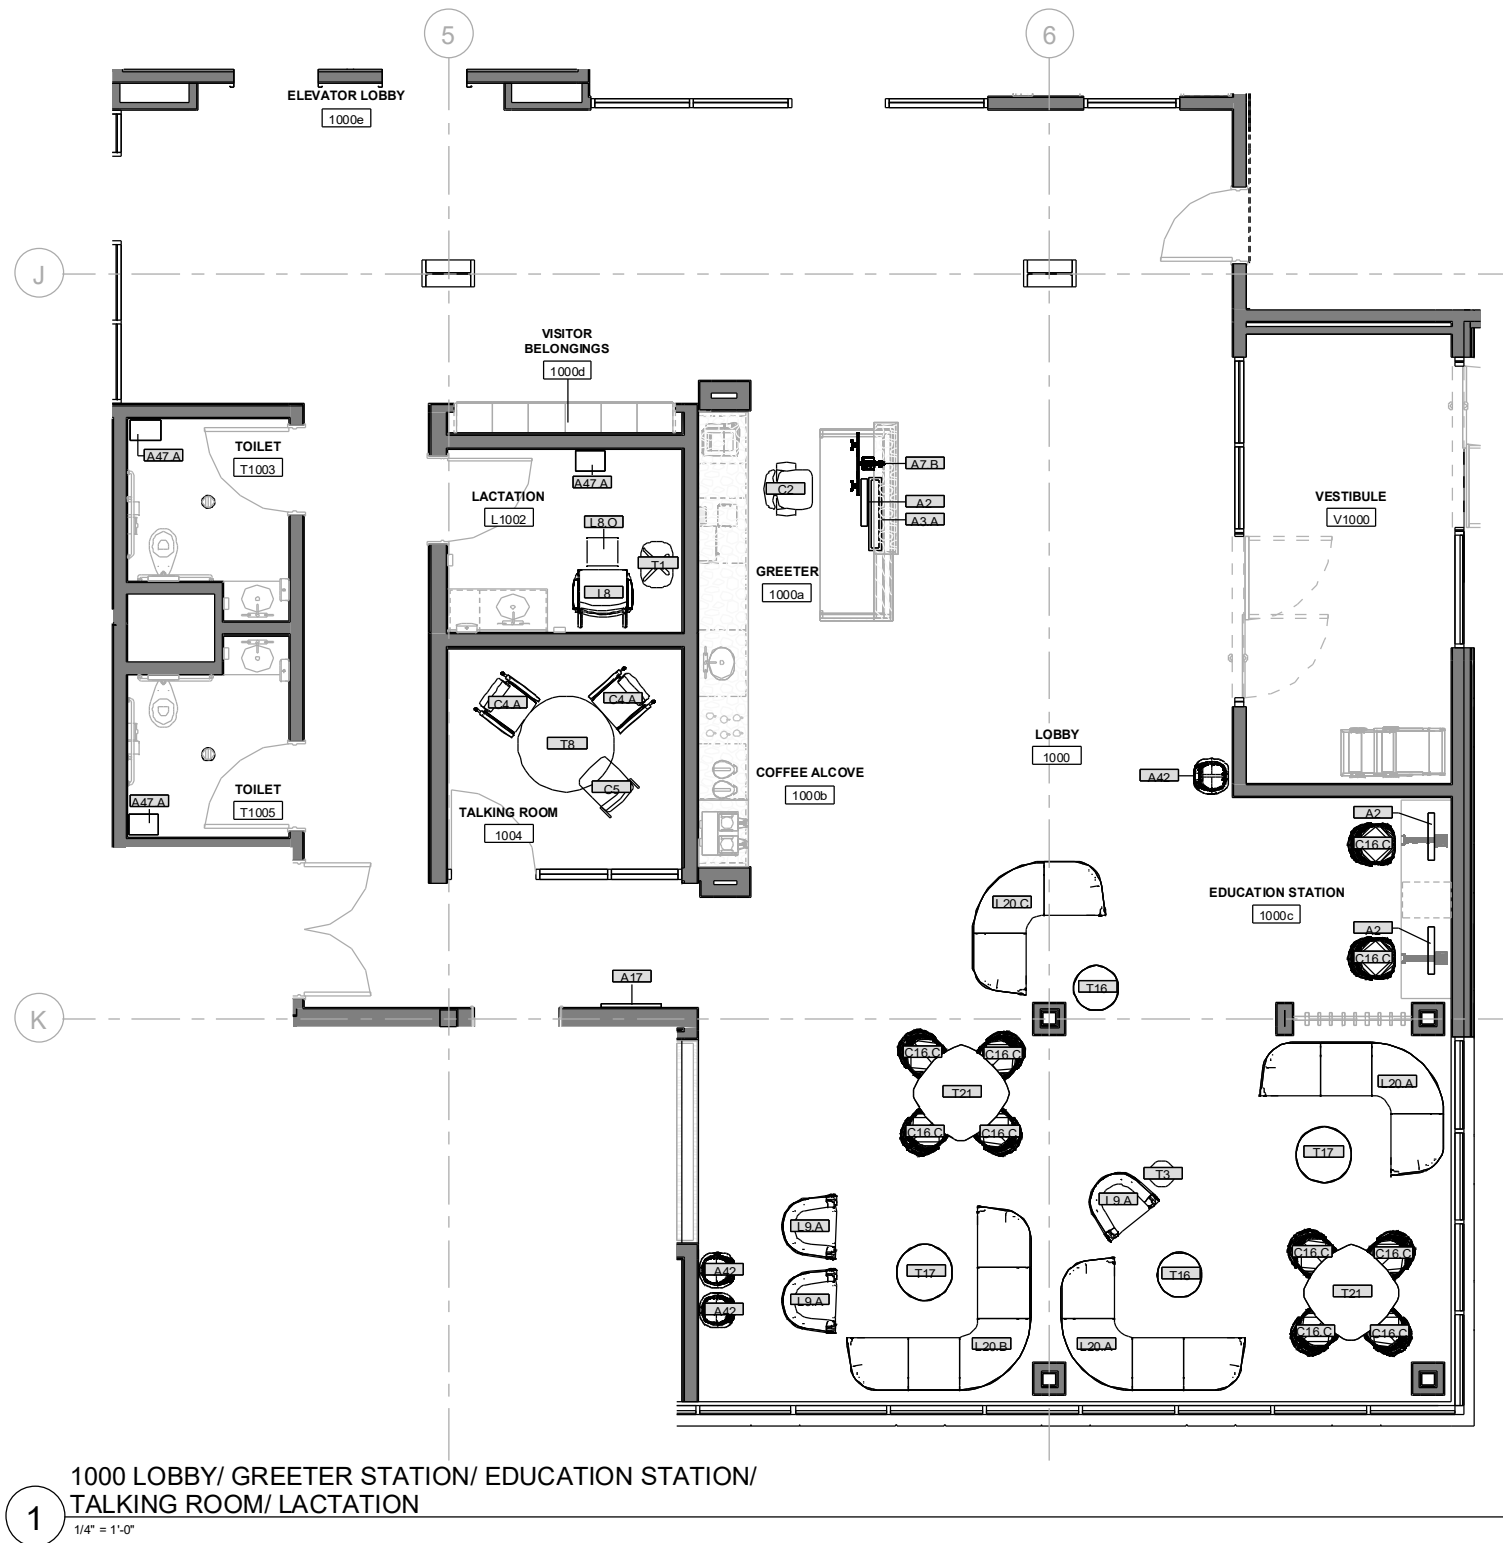 5
6
ELEVATOR LOBBY
1000e
J
VISITOR
BELONGINGS
1000d
TOILET
T1003
A47.A
A47.A
LACTATION
L1002
L8.O
T1
L8
C2
A7.B
A2
A3.A
GREETER
1000a
VESTIBULE
V1000
C4.A
C4.A
T8
C5
TALKING ROOM
1004
TOILET
T1005
A47.A
COFFEE ALCOVE
1000b
LOBBY
1000
A42
A2
C16.C
EDUCATION STATION
1000c
A2
C16.C
L20.C
T16
A17
K
C16.C
C16.C
T21
C16.C
C16.C
L20.A
T17
T3
L9.A
L9.A
T17
L9.A
A42
A42
L20.B
T16
L20.A
C16.C
C16.C
T21
C16.C
C16.C
1000 LOBBY/ GREETER STATION/ EDUCATION STATION/
TALKING ROOM/ LACTATION
1
1/4" = 1'-0"